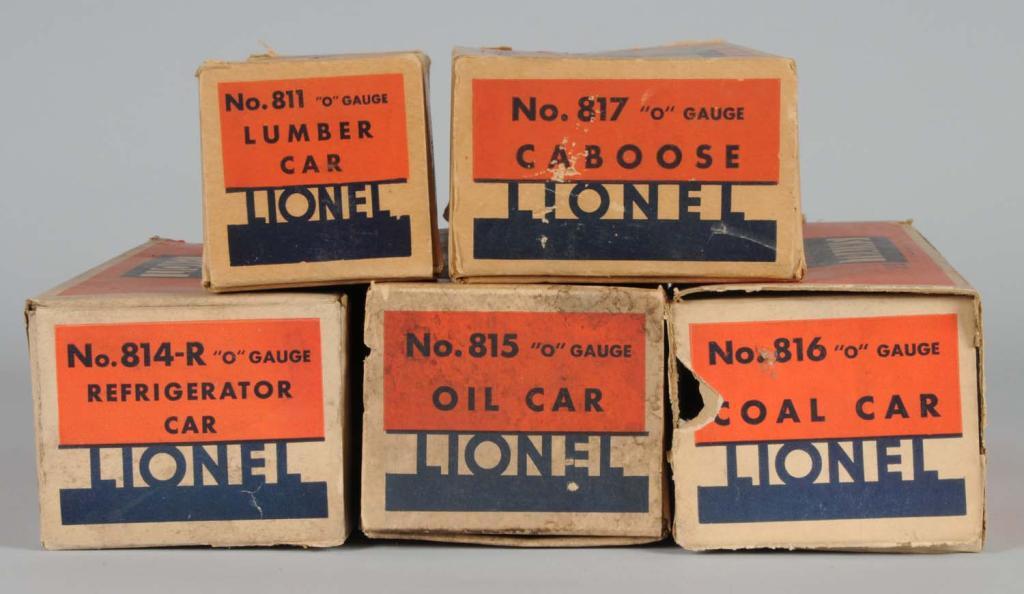 No. 811 "O" GAUGE
LUMBER
CAR
LIONEL
No. 817 "O" GAUGE
CABOOSE
LIONEL
No. 814-R "O" GAUGE
REFRIGERATOR
CAR
LIONEL
No. 815 "O" GAUGE
OIL CAR
LIONEL
No. 816 "O" GAUGE
COAL CAR
LIONEL